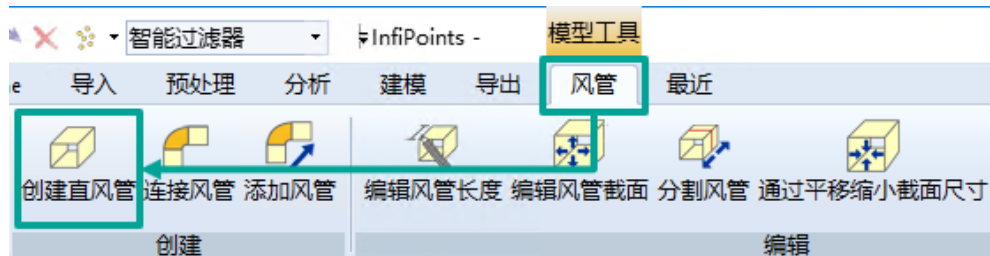 智能过滤器 InfiPoints - 模型工具
e 导入 预处理 分析 建模 导出 风管 最近
创建直风管 连接风管 添加风管 编辑风管长度 编辑风管截面 分割风管 通过平移缩小截面尺寸
创建 编辑